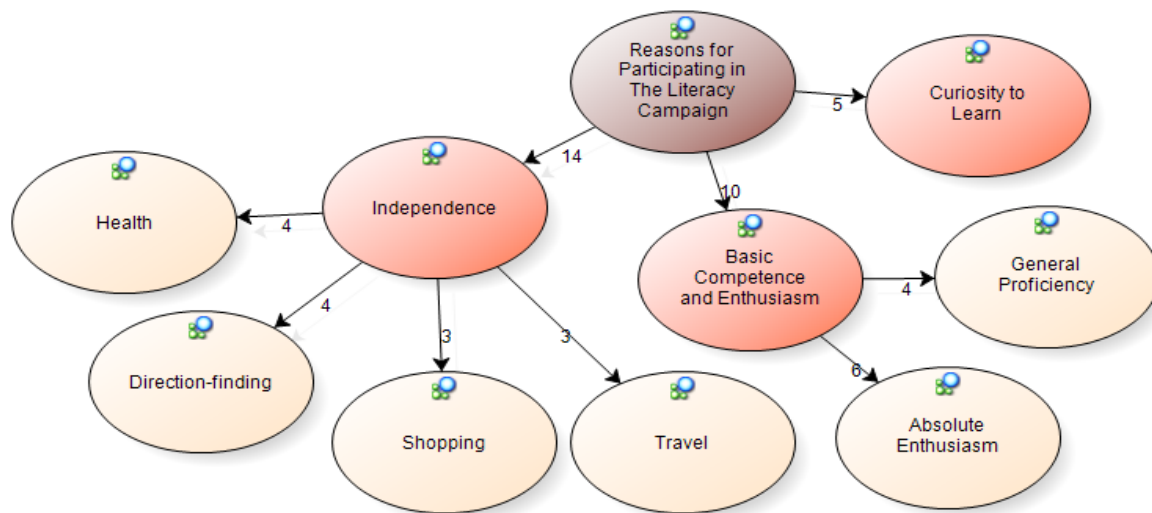 Reasons for
Participating in
The Literacy
Campaign
5
Curiosity to
Learn
14
10
Independence
Health
4
Basic
Competence
and Enthusiasm
General
Proficiency
4
4
3
3
6
Direction-finding
Shopping
Travel
Absolute
Enthusiasm